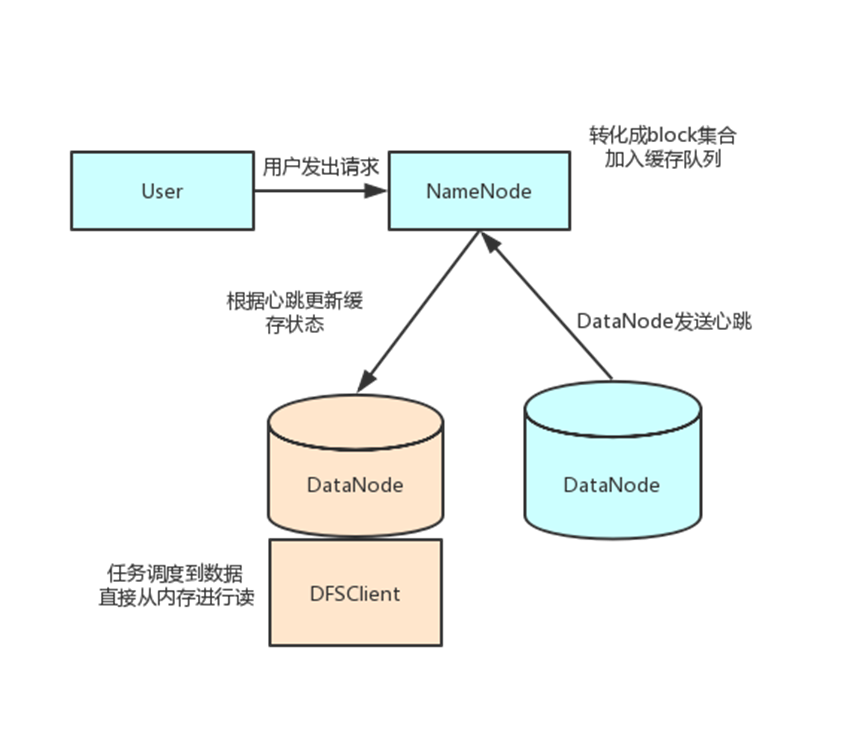 转化成block集合
加入缓存队列
用户发出请求
User
NameNode
根据心跳更新缓
存状态
DataNode发送心跳
DataNode
DataNode
任务调度到数据
直接从内存进行读
DFSClient